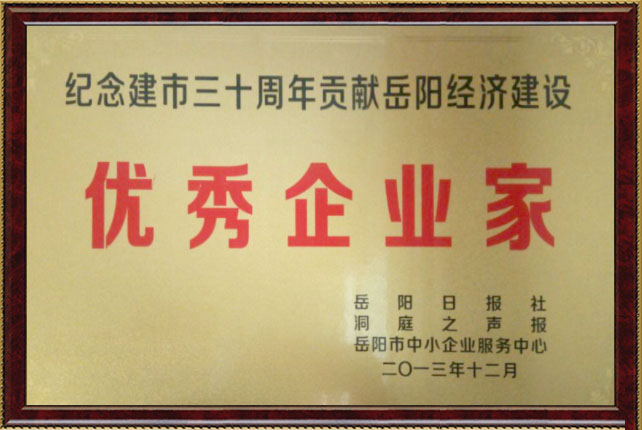 纪念建市三十周年贡献岳阳经济建设
优秀企业家
岳阳日报社
洞庭之声报
岳阳市中小企业服务中心
二〇一三年十二月